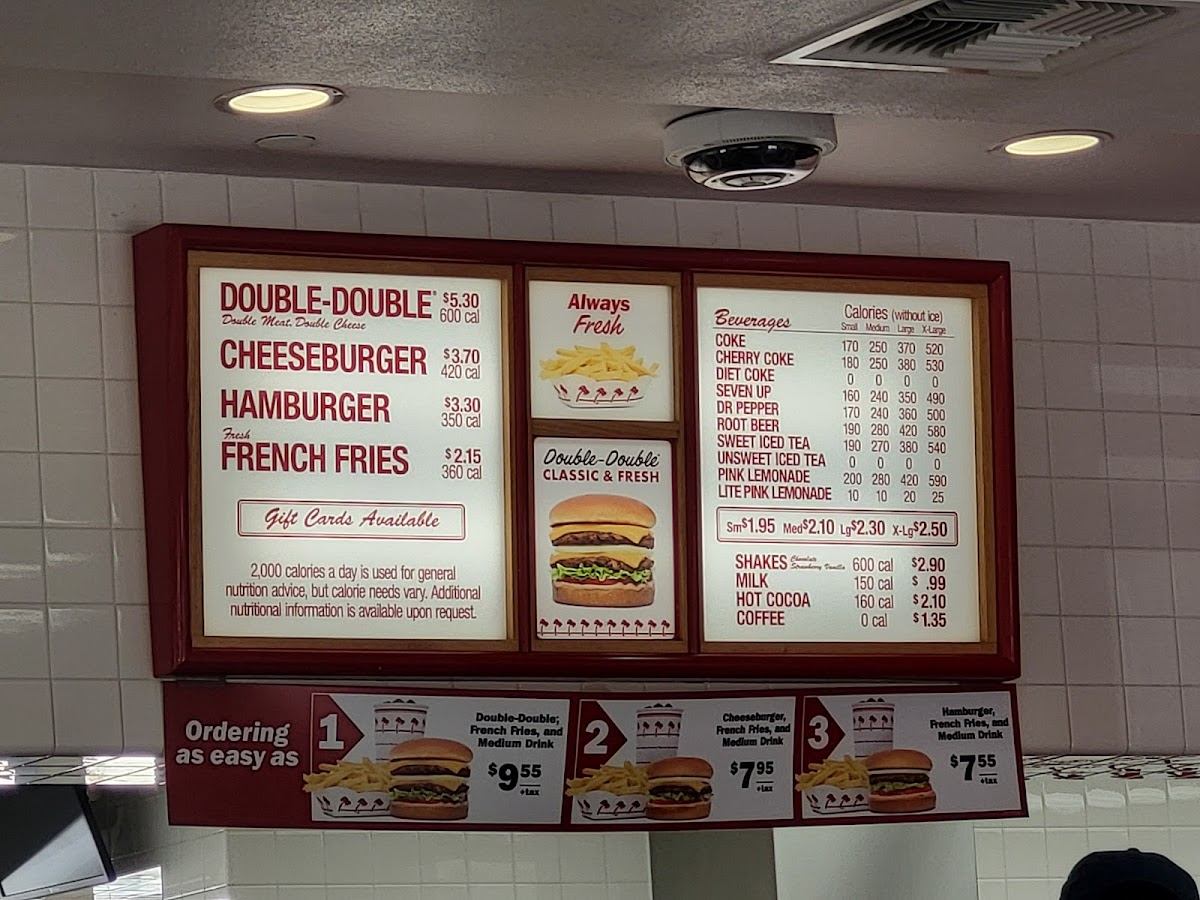 DOUBLE-DOUBLE® $5.30
Double Meat, Double Cheese 600 cal
CHEESEBURGER $3.70
420 cal
HAMBURGER $3.30
350 cal
Fresh
FRENCH FRIES $2.15
360 cal
Gift Cards Available
2,000 calories a day is used for general
nutrition advice, but calorie needs vary. Additional
nutritional information is available upon request.
Always
Fresh
Double-Double®
CLASSIC & FRESH
Beverages Calories (without ice)
Small Medium Large X-Large
COKE 170 250 370 520
CHERRY COKE 180 250 380 530
DIET COKE 0 0 0 0
SEVEN UP 160 240 350 490
DR PEPPER 170 240 360 500
ROOT BEER 190 280 420 580
SWEET ICED TEA 190 270 380 540
UNSWEET ICED TEA 0 0 0 0
PINK LEMONADE 200 280 420 590
LITE PINK LEMONADE 10 10 20 25
Sm$1.95 Med$2.10 Lg$2.30 X-Lg$2.50
SHAKES Chocolate Strawberry Vanilla 600 cal $2.90
MILK 150 cal $ .99
HOT COCOA 160 cal $2.10
COFFEE 0 cal $1.35
Ordering
as easy as
1
Double-Double,
French Fries, and
Medium Drink
$9.55
+tax
2
Cheeseburger,
French Fries, and
Medium Drink
$7.95
+tax
3
Hamburger,
French Fries, and
Medium Drink
$7.55
+tax